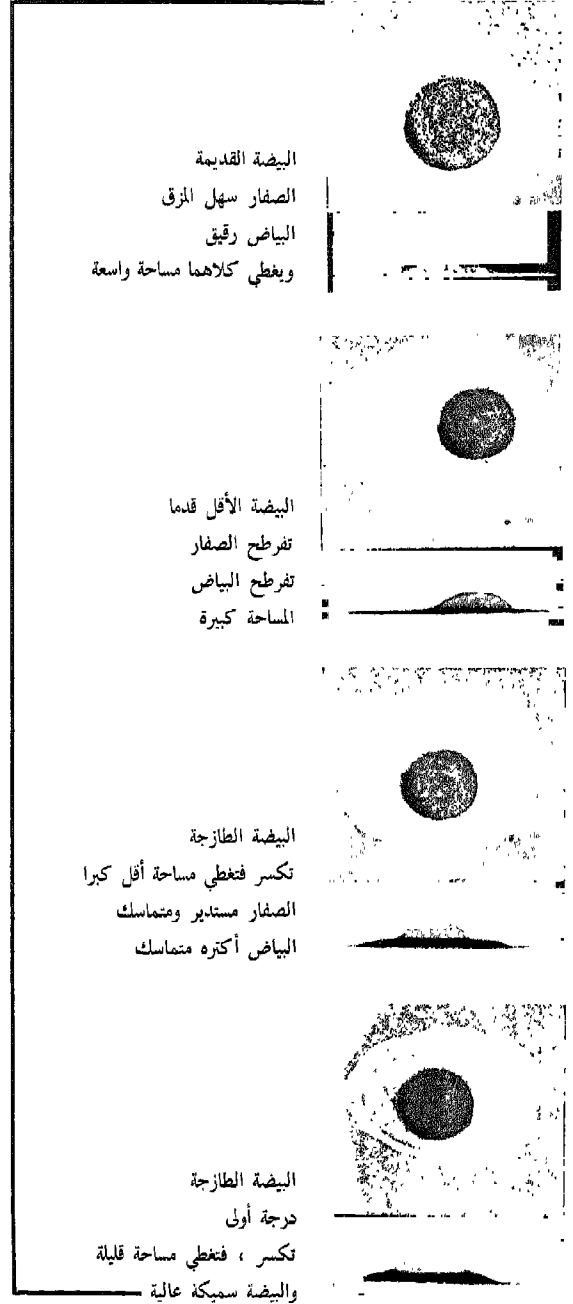 البيضة القديمة
الصفار سهل المزق
البياض رقيق
ويغطي كلاهما مساحة واسعة
البيضة الأقل قدما
تفرطح الصفار
تفرطح البياض
المساحة كبيرة
البيضة الطازجة
تكسر فتغطي مساحة أقل كبرا
الصفار مستدير ومتماسك
البياض أكثره متماسك
البيضة الطازجة
درجة أولى
تكسر ، فتغطي مساحة قليلة
والبيضة سميكة عالية